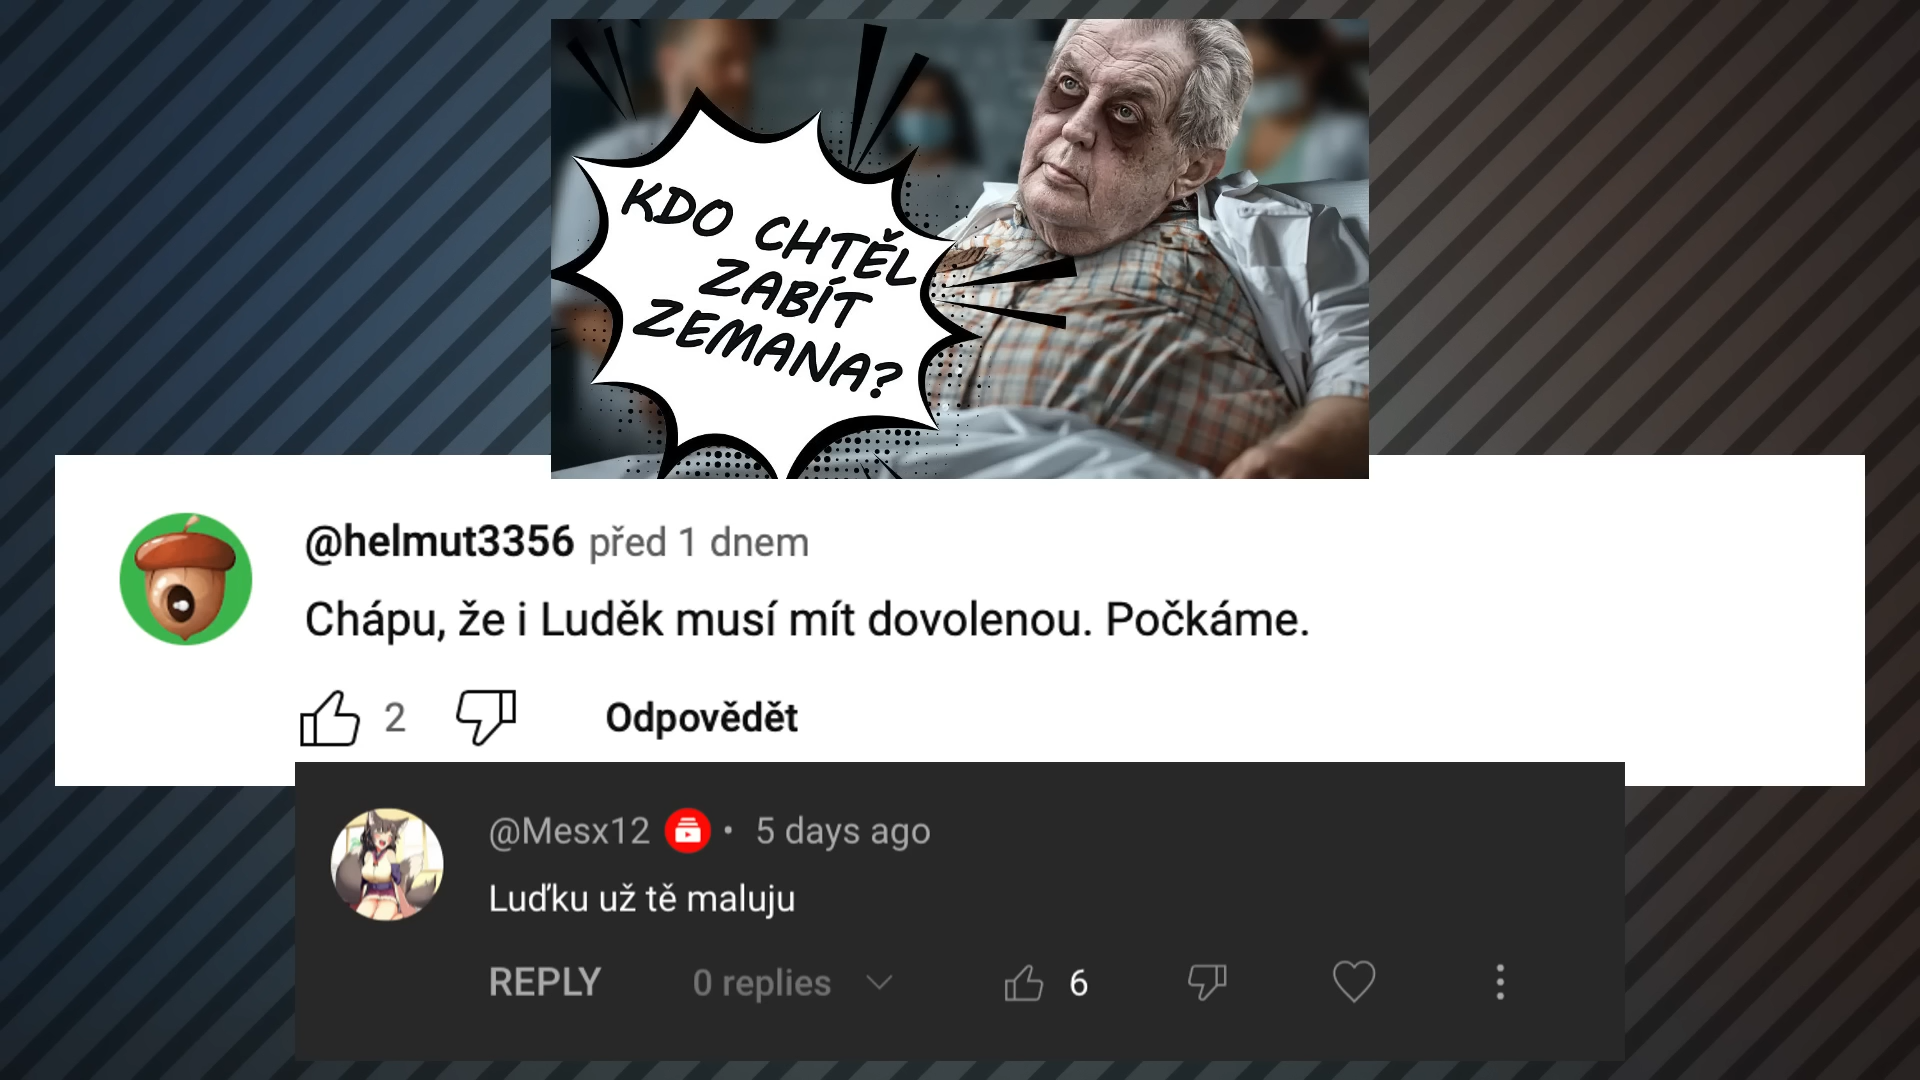 KDO CHTĚL
ZABÍT
ZEMANA?
@helmut3356 před 1 dnem
Chápu, že i Luděk musí mít dovolenou. Počkáme.
2 Odpovědět
@Mesx12 • 5 days ago
Luďku už tě maluju
REPLY 0 replies 6